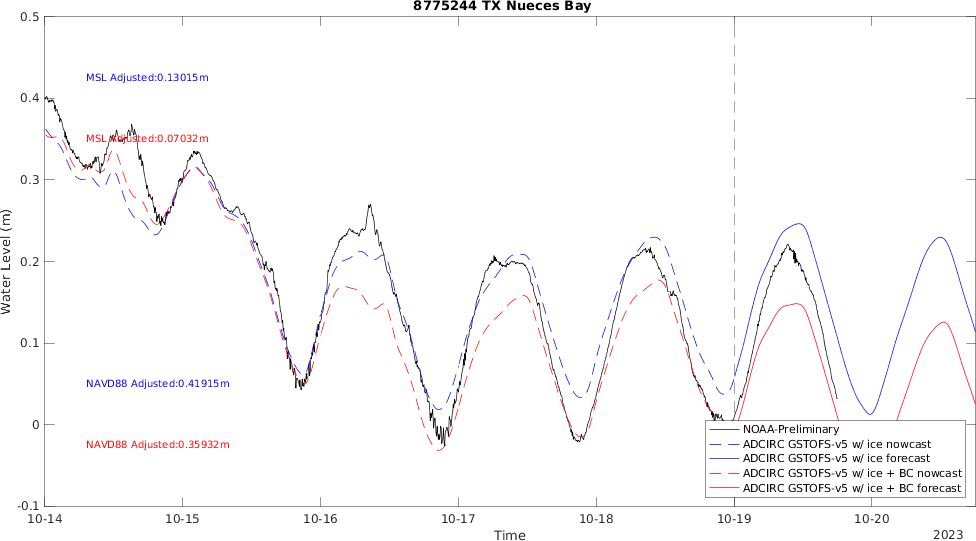 8775244 TX Nueces Bay
0.5
MSL Adjusted:0.13015m
0.4
MSL Adjusted:0.07032m
0.3
Water Level (m)
0.2
0.1
NAVD88 Adjusted:0.41915m
0
NAVD88 Adjusted:0.35932m
NOAA-Preliminary
ADCIRC GSTOFS-v5 w/ ice nowcast
ADCIRC GSTOFS-v5 w/ ice forecast
ADCIRC GSTOFS-v5 w/ ice + BC nowcast
ADCIRC GSTOFS-v5 w/ ice + BC forecast
-0.1
10-14 10-15 10-16 10-17 10-18 10-19 10-20
Time
2023